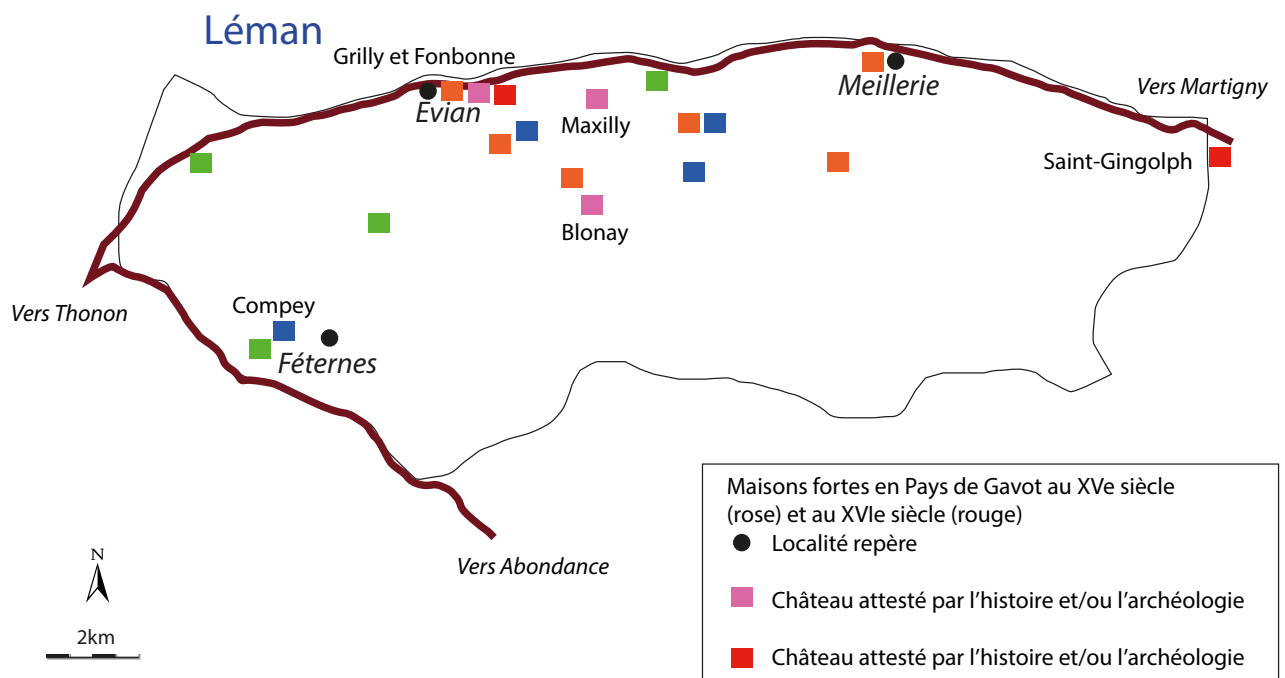 Léman
Grilly et Fonbonne
Evian
Meillerie
Vers Martigny
Maxilly
Saint-Gingolph
Blonay
Compey
Vers Thonon
Féternes
Vers Abondance
N
2km
Maisons fortes en Pays de Gavot au XVe siècle
(rose) et au XVIe siècle (rouge)
Localité repère
Château attesté par l'histoire et/ou l'archéologie
Château attesté par l'histoire et/ou l'archéologie